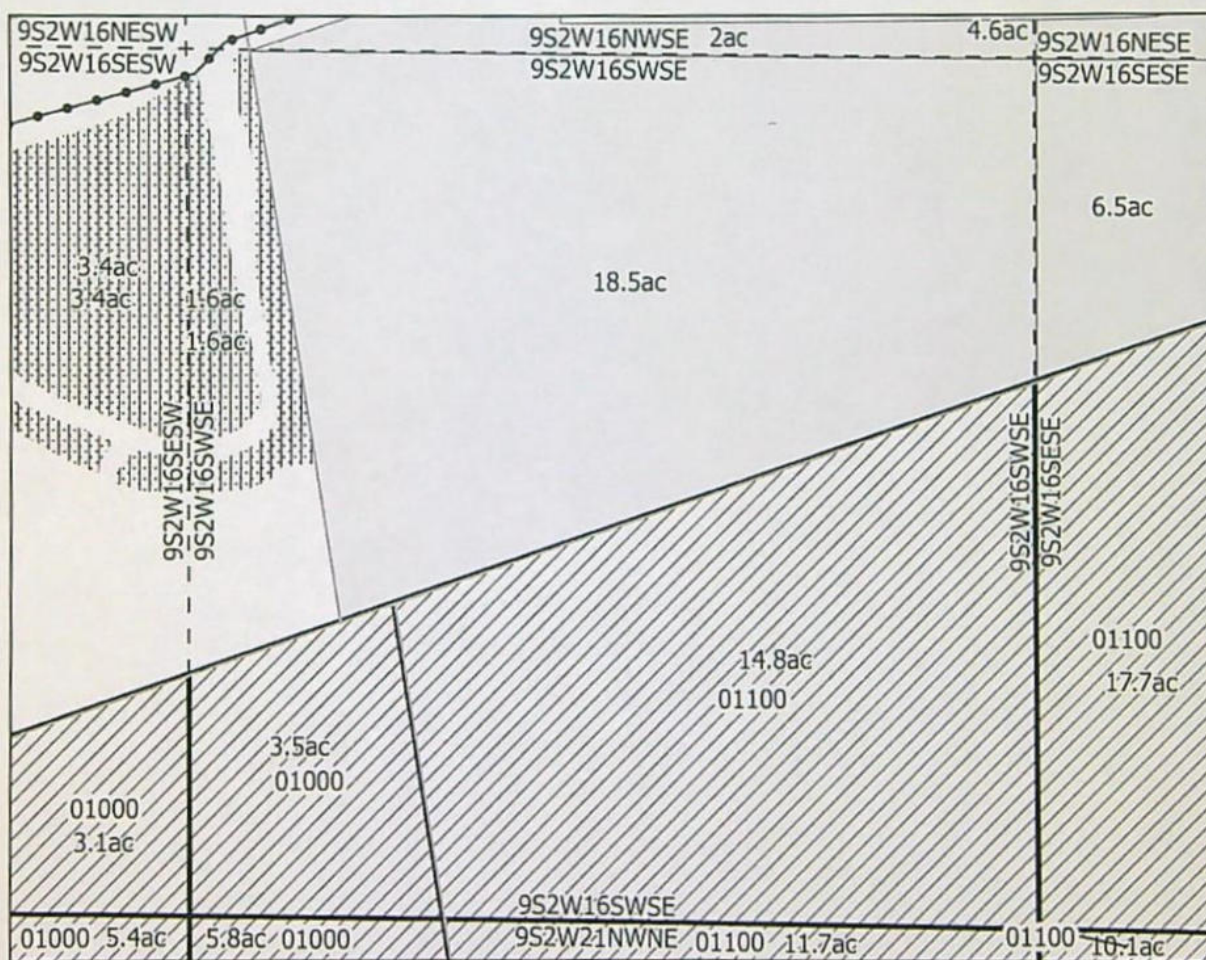 9S2W16NESW
9S2W16SESW
9S2W16NWSE 2ac
9S2W16SWSE
4.6ac
9S2W16NESE
9S2W16SESE
6.5ac
18.5ac
3.4ac
3.4ac
1.6ac
1.6ac
9S2W16SESW
9S2W16SWSE
9S2W16SWSE
9S2W16SESE
14.8ac
01100
01100
17.7ac
3.5ac
01000
01000
3.1ac
9S2W16SWSE
9S2W21NWNE
01000 5.4ac
5.8ac 01000
01100 11.7ac
01100
10.1ac